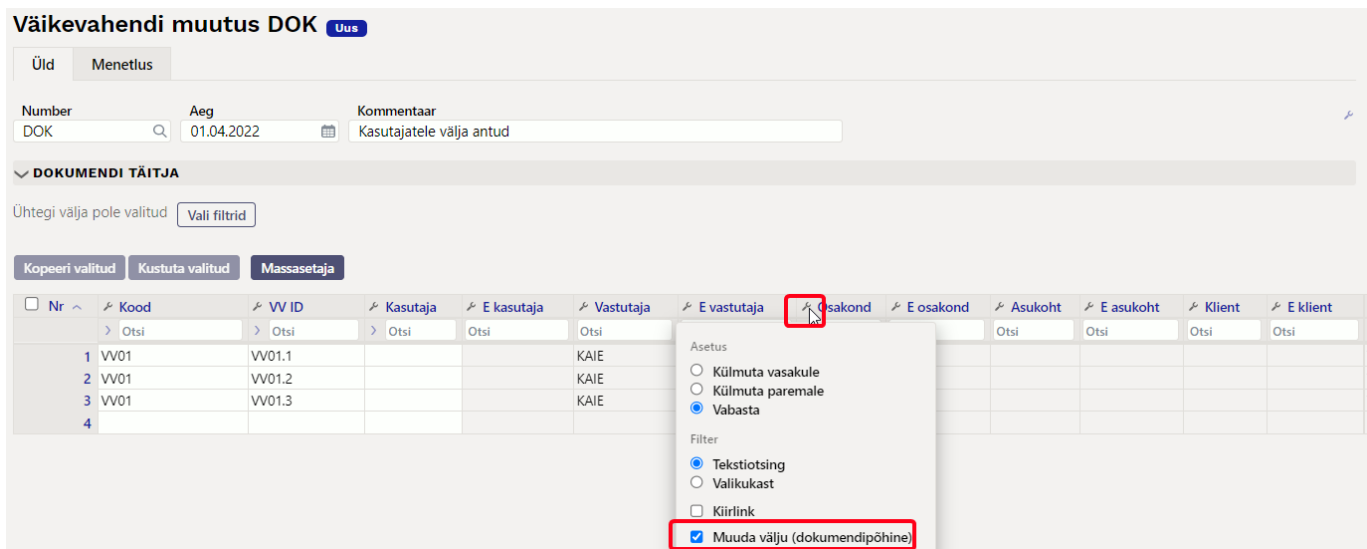 Väikevahendi muutus DOK Uus
Üld Menetlus
Number Aeg Kommentaar
DOK 01.04.2022 Kasutajatele välja antud
DOKUMENDI TÄITJA
Ühtegi välja pole valitud Vali filtrid
Kopeeri valitud Kustuta valitud Massasetaja
Nr Kood VV ID Kasutaja E kasutaja Vastutaja E vastutaja Osakond E osakond Asukoht E asukoht Klient E klient
Otsi Otsi Otsi Otsi Otsi Otsi Otsi Otsi Otsi
1 VV01 VV01.1 KAIE
2 VV01 VV01.2 KAIE
3 VV01 VV01.3 KAIE
4
Asetus
Külmuta vasakule
Külmuta paremale
Vabasta
Filter
Tekstiotsing
Valikukast
Kiirlink
Muuda välju (dokumendipõhine)